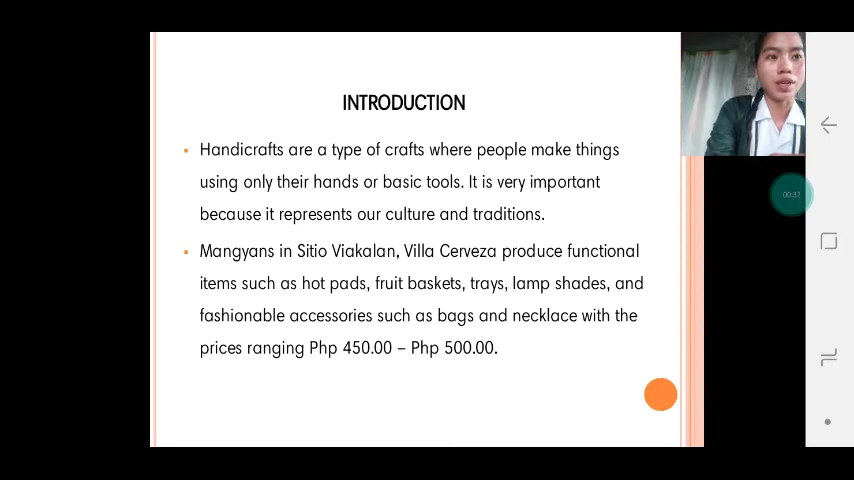 INTRODUCTION
Handicrafts are a type of crafts where people make things
using only their hands or basic tools. It is very important
because it represents our culture and traditions.
Mangyans in Sitio Viakalan, Villa Cerveza produce functional
items such as hot pads, fruit baskets, trays, lamp shades, and
fashionable accessories such as bags and necklace with the
prices ranging Php 450.00 – Php 500.00.
00:37